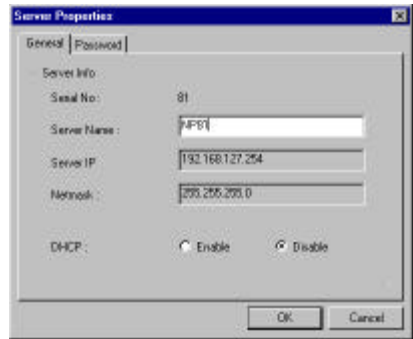 Server Properties
General Password
Server Info
Serial No : 81
Server Name : NP81
Server IP 192.168.127.254
Netmask : 255.255.255.0
DHCP : Enable Disable
OK Cancel